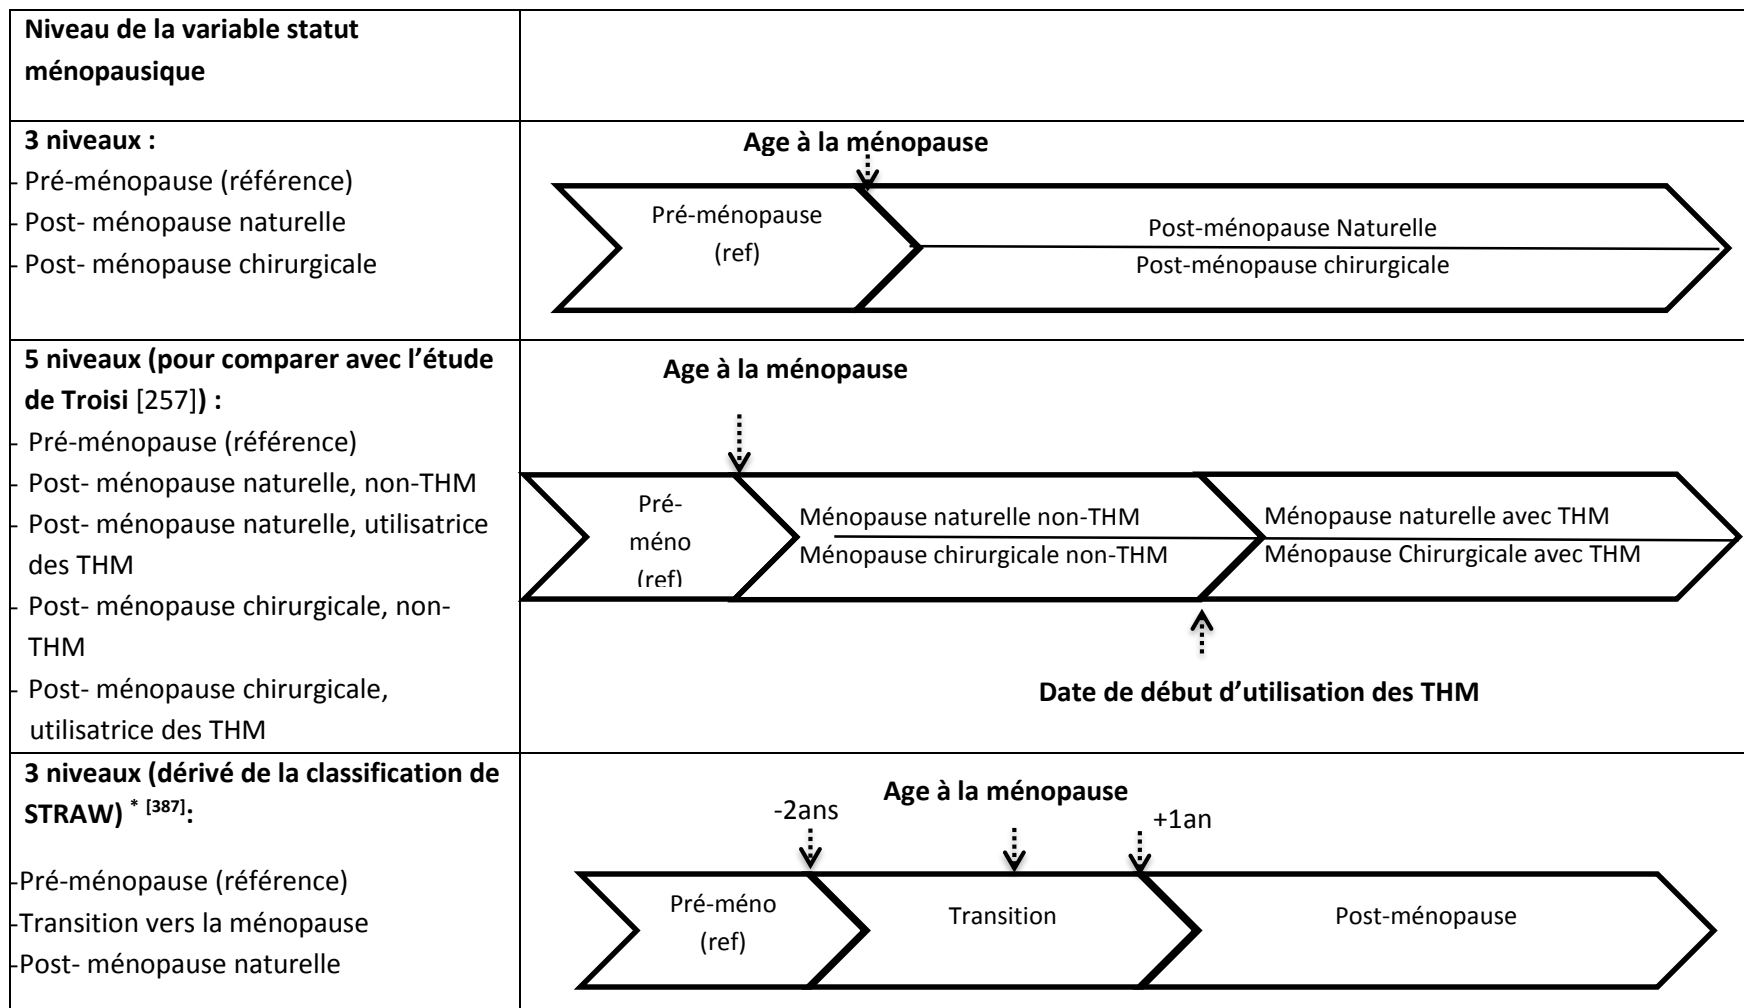 Niveau de la variable statut
ménopausique
3 niveaux :
- Pré-ménopause (référence)
- Post- ménopause naturelle
- Post- ménopause chirurgicale
Age à la ménopause
Pré-ménopause
(ref)
Post-ménopause Naturelle
Post-ménopause chirurgicale
5 niveaux (pour comparer avec l’étude
de Troisi [257]) :
- Pré-ménopause (référence)
- Post- ménopause naturelle, non-THM
- Post- ménopause naturelle, utilisatrice
des THM
- Post- ménopause chirurgicale, non-
THM
- Post- ménopause chirurgicale,
utilisatrice des THM
Age à la ménopause
Pré-
méno
(ref)
Ménopause naturelle non-THM
Ménopause chirurgicale non-THM
Ménopause naturelle avec THM
Ménopause Chirurgicale avec THM
Date de début d’utilisation des THM
3 niveaux (dérivé de la classification de
STRAW) * [387]:
-Pré-ménopause (référence)
-Transition vers la ménopause
-Post- ménopause naturelle
-2ans
Age à la ménopause
+1an
Pré-méno
(ref)
Transition
Post-ménopause